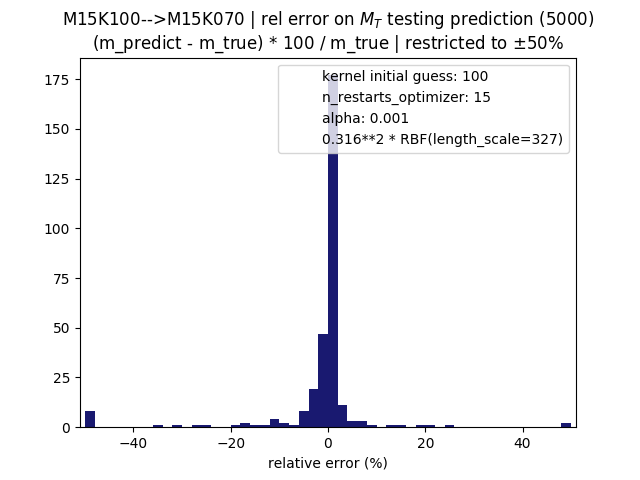 M15K100-->M15K070 | rel error on M_T testing prediction (5000)
(m_predict - m_true) * 100 / m_true | restricted to ±50%
kernel initial guess: 100
n_restarts_optimizer: 15
alpha: 0.001
0.316**2 * RBF(length_scale=327)
175
150
125
100
75
50
25
0
−40 −20 0 20 40
relative error (%)